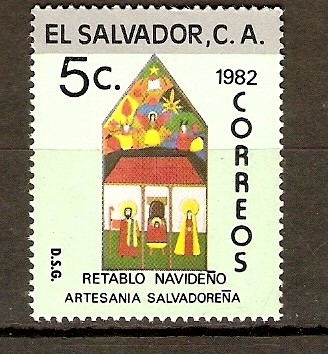 EL SALVADOR, C. A.
5c.
1982
CORREOS
D.S.G.
RETABLO NAVIDEÑO
ARTESANIA SALVADOREÑA